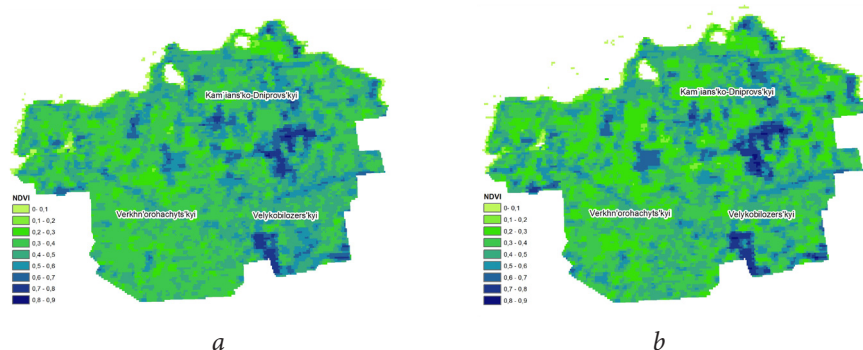 Kam`ians'ko-Dniprovs'kyi
Verkhn'orohachyts'kyi
Velykobilozers'kyi
NDVI
0- 0,1
0,1 - 0,2
0,2 - 0,3
0,3 - 0,4
0,4 - 0,5
0,5 - 0,6
0,6 - 0,7
0,7 - 0,8
0,8 - 0,9
a
Kam`ians'ko-Dniprovs'kyi
Verkhn'orohachyts'kyi
Velykobilozers'kyi
NDVI
0- 0,1
0,1 - 0,2
0,2 - 0,3
0,3 - 0,4
0,4 - 0,5
0,5 - 0,6
0,6 - 0,7
0,7 - 0,8
0,8 - 0,9
b